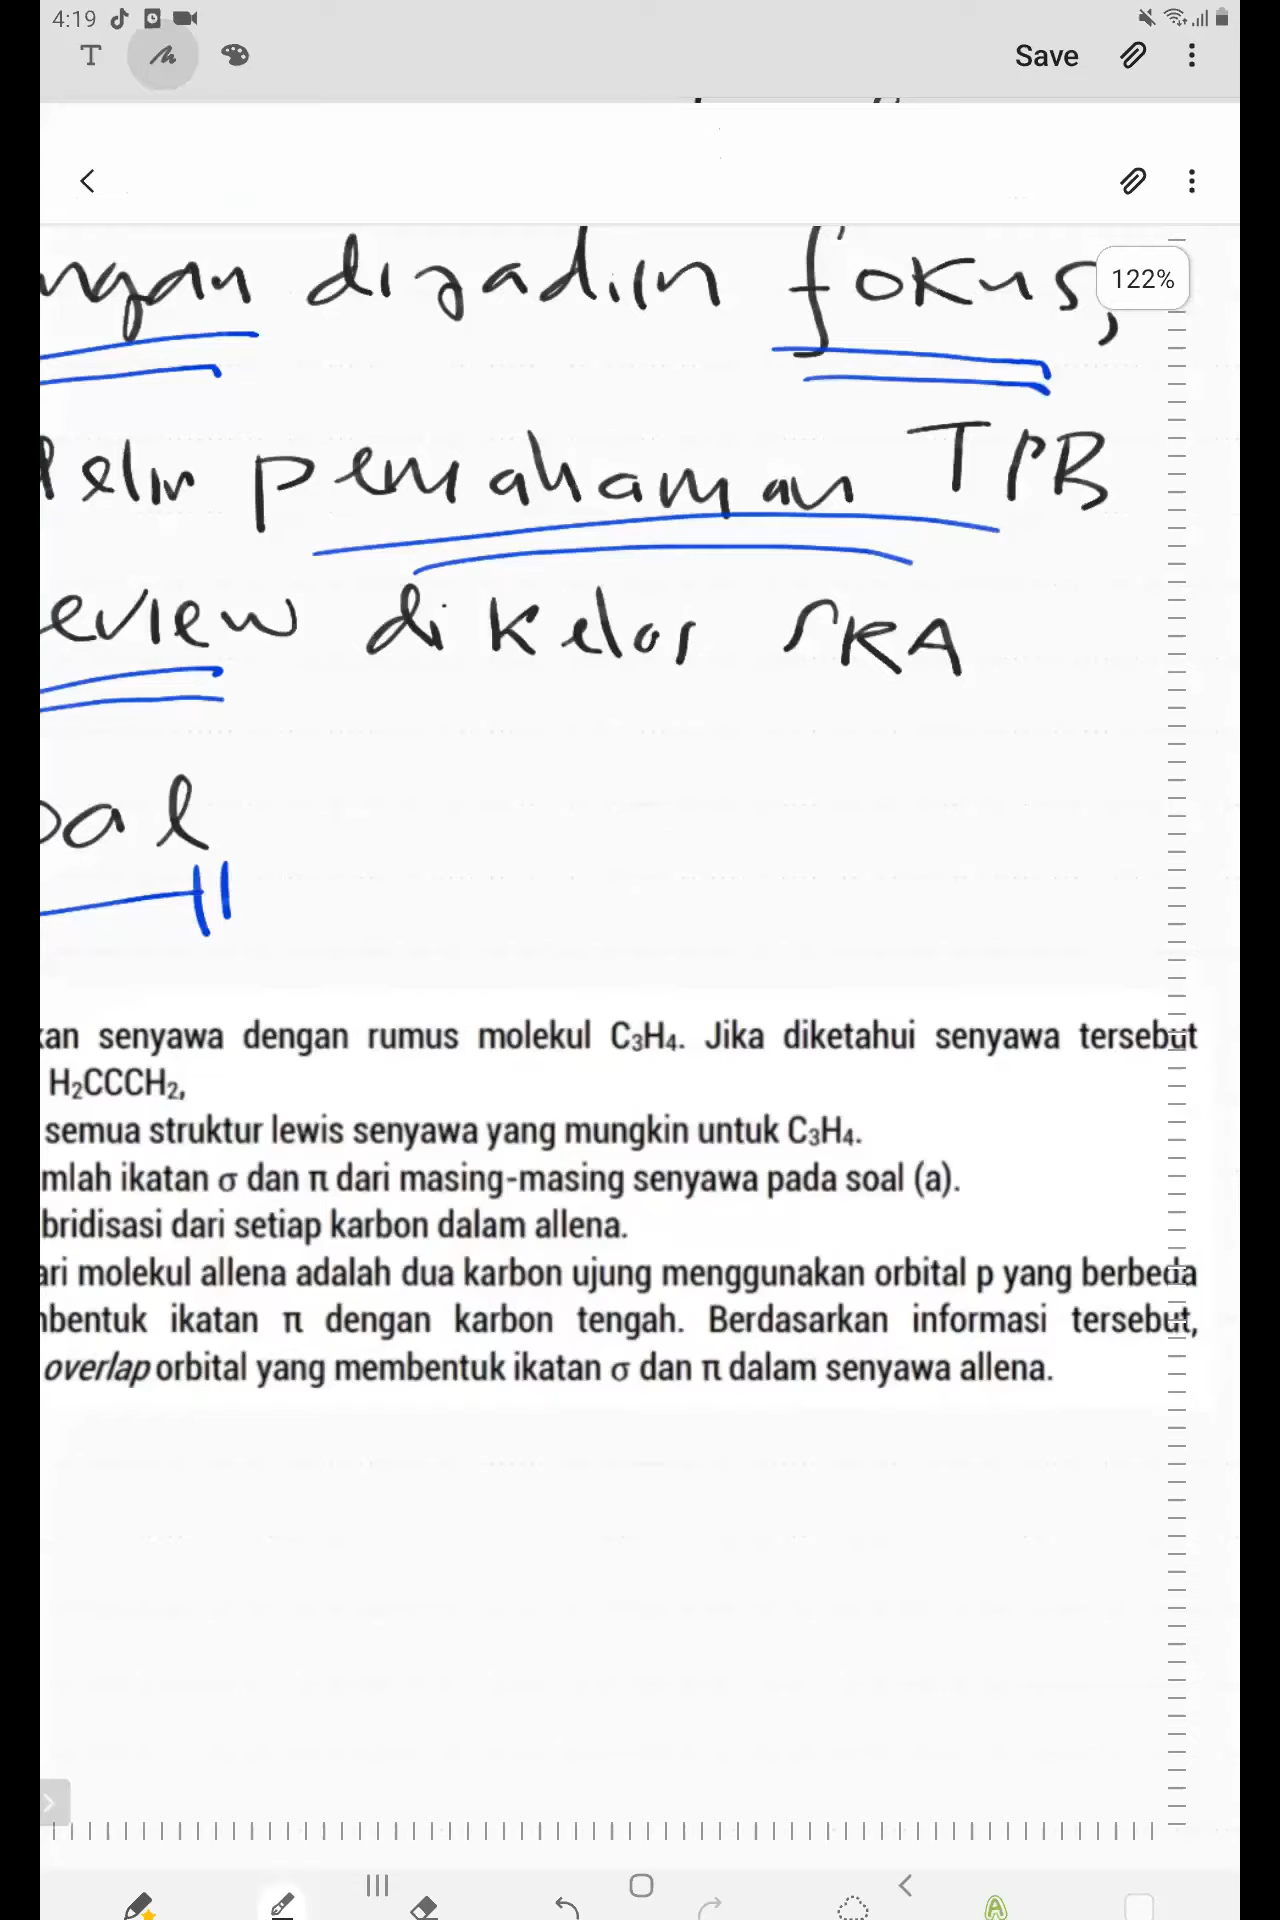 4:19
T
Save
122%
ngan dijadiin fokus,
pemahaman TPB
eview di kelas SKA
oal
kan senyawa dengan rumus molekul C₃H₄. Jika diketahui senyawa tersebut
H₂CCCH₂,
semua struktur lewis senyawa yang mungkin untuk C₃H₄.
mlah ikatan σ dan π dari masing-masing senyawa pada soal (a).
bridisasi dari setiap karbon dalam allena.
ari molekul allena adalah dua karbon ujung menggunakan orbital p yang berbeda
nbentuk ikatan π dengan karbon tengah. Berdasarkan informasi tersebut,
overlap orbital yang membentuk ikatan σ dan π dalam senyawa allena.
A